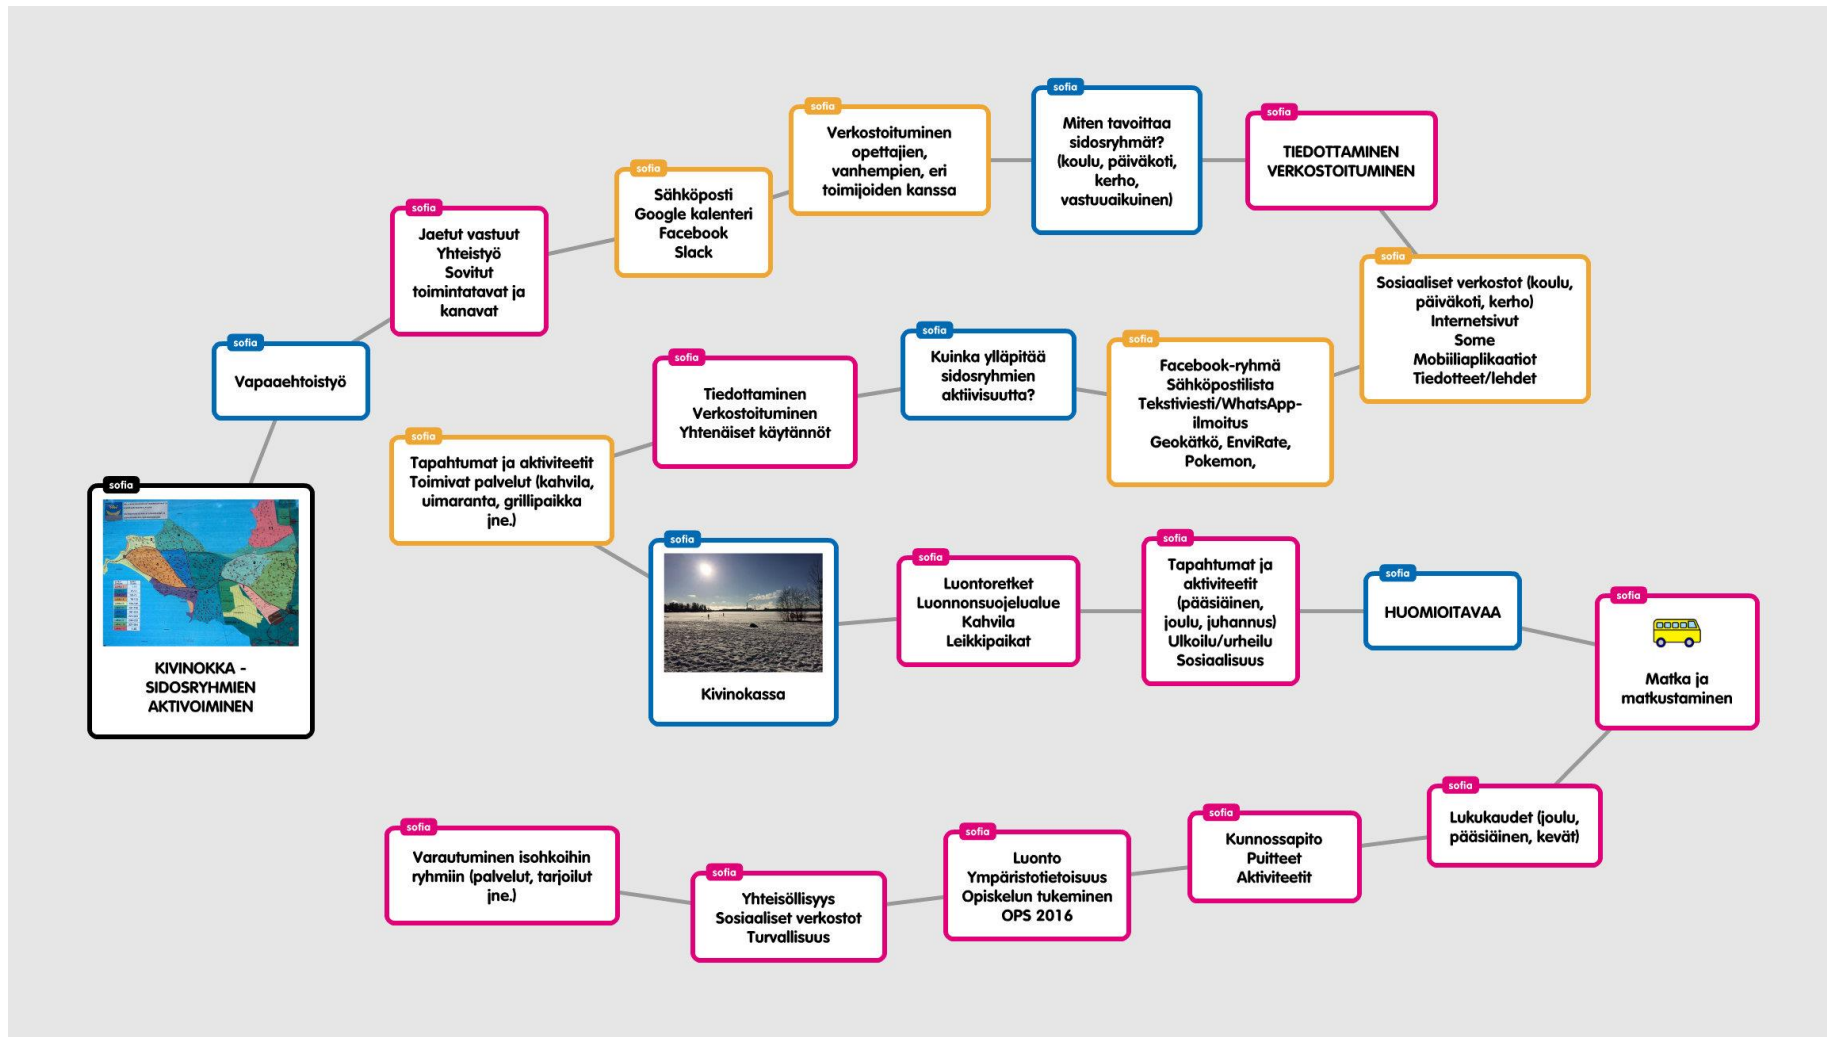 sofia
KIVINOKKA -
SIDOSRYHMIEN
AKTIVOIMINEN
sofia
Vapaaehtoistyö
sofia
Jaetut vastuut
Yhteistyö
Sovitut
toimintatavat ja
kanavat
sofia
Sähköposti
Google kalenteri
Facebook
Slack
sofia
Verkostoituminen
opettajien,
vanhempien, eri
toimijoiden kanssa
sofia
Miten tavoittaa
sidosryhmät?
(koulu, päiväkoti,
kerho,
vastuuaikuinen)
sofia
TIEDOTTAMINEN
VERKOSTOITUMINEN
sofia
Sosiaaliset verkostot (koulu,
päiväkoti, kerho)
Internetsivut
Some
Mobiiliaplikaatiot
Tiedotteet/lehdet
sofia
Facebook-ryhmä
Sähköpostilista
Tekstiviesti/WhatsApp-
ilmoitus
Geokätkö, EnviRate,
Pokemon,
sofia
Kuinka ylläpitää
sidosryhmien
aktiivisuutta?
sofia
Tiedottaminen
Verkostoituminen
Yhtenäiset käytännöt
sofia
Tapahtumat ja aktiviteetit
Toimivat palvelut (kahvila,
uimaranta, grillipaikka
jne.)
sofia
Kivinokassa
sofia
Luontoretket
Luonnonsuojelualue
Kahvila
Leikkipaikat
sofia
Tapahtumat ja
aktiviteetit
(pääsiäinen,
joulu, juhannus)
Ulkoilu/urheilu
Sosiaalisuus
sofia
HUOMIOITAVAA
sofia
Matka ja
matkustaminen
sofia
Lukukaudet (joulu,
pääsiäinen, kevät)
sofia
Kunnossapito
Puitteet
Aktiviteetit
sofia
Luonto
Ympäristotietoisuus
Opiskelun tukeminen
OPS 2016
sofia
Yhteisöllisyys
Sosiaaliset verkostot
Turvallisuus
sofia
Varautuminen isohkoihin
ryhmiin (palvelut, tarjoilut
jne.)